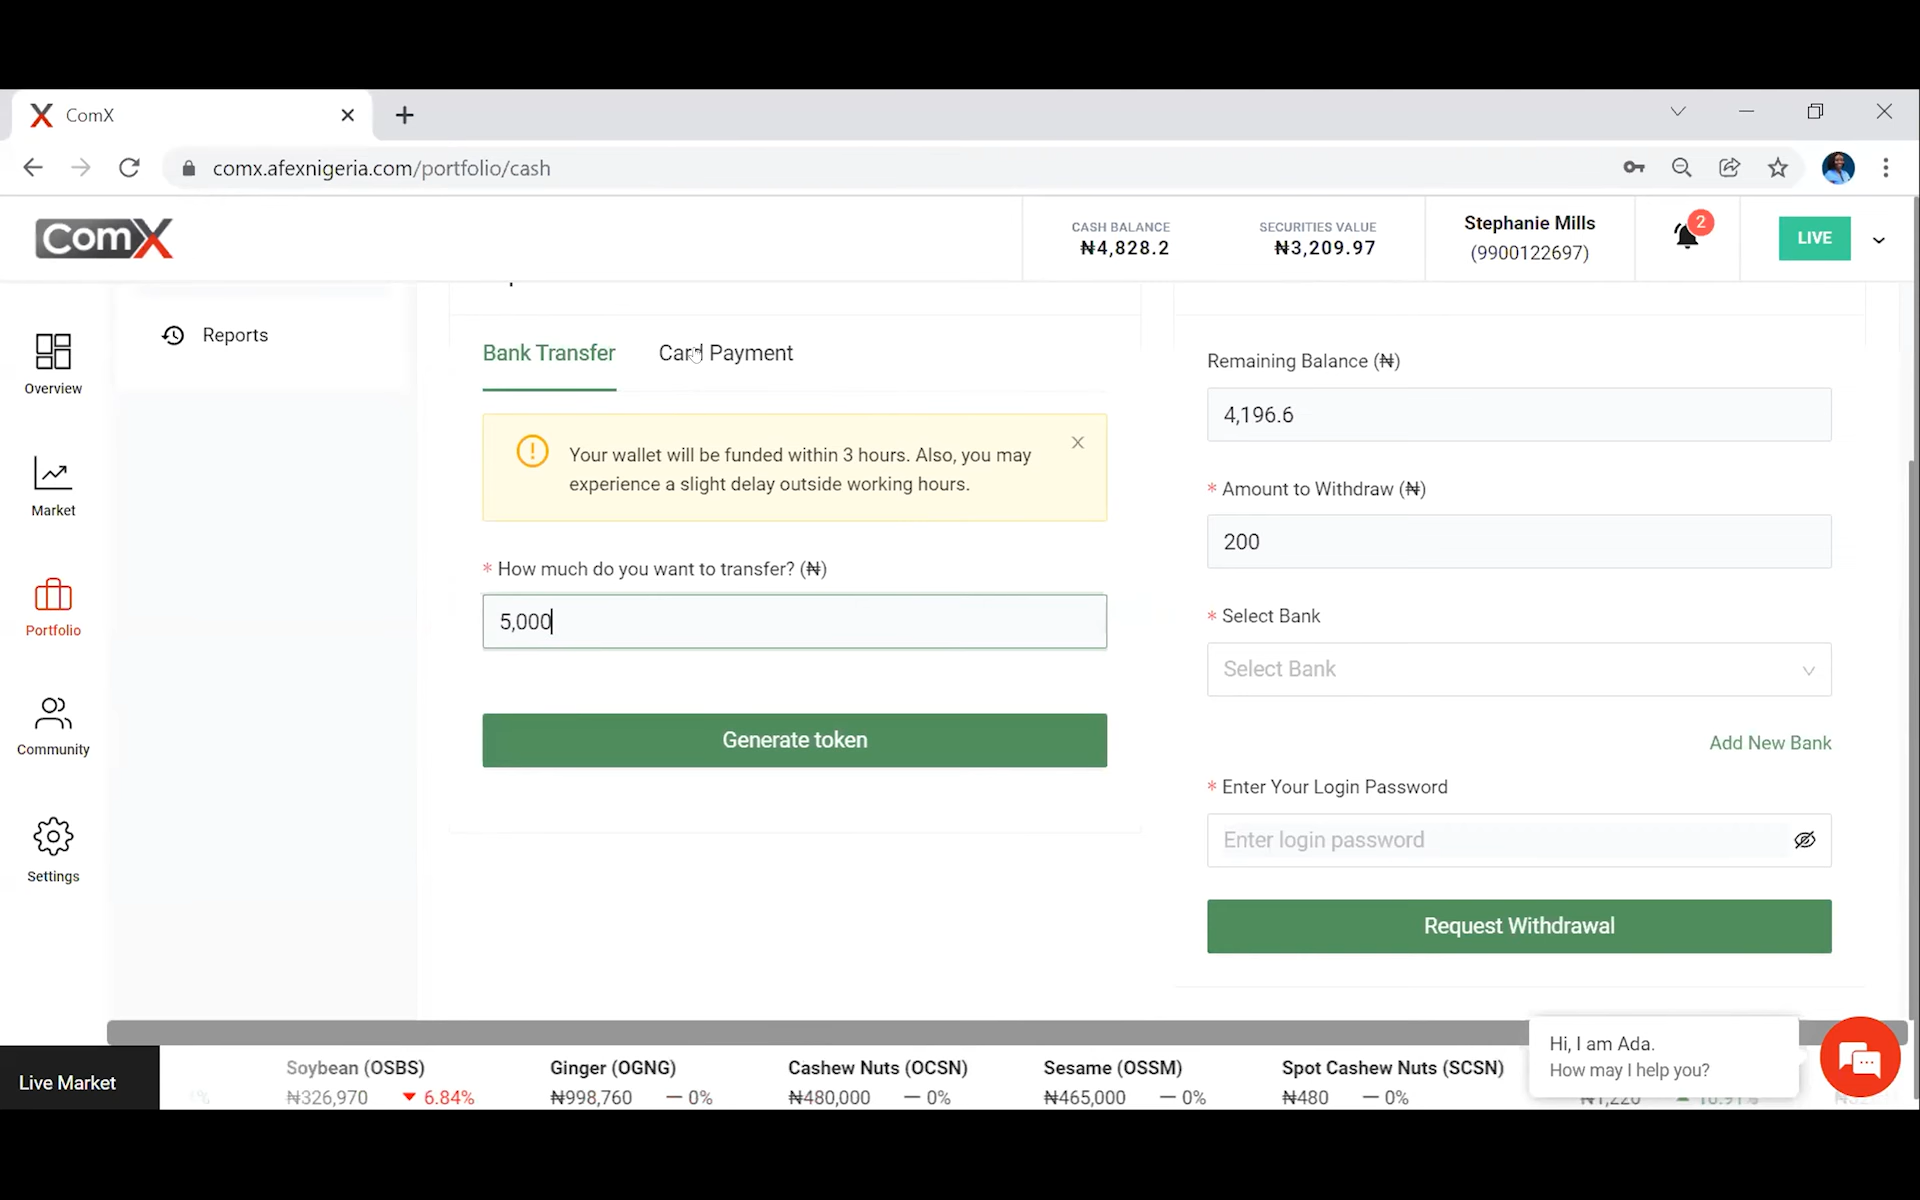 ComX
comx.afexnigeria.com/portfolio/cash
ComX
CASH BALANCE
₦4,828.2
SECURITIES VALUE
₦3,209.97
Stephanie Mills
(9900122697)
2
LIVE
Overview
Market
Portfolio
Community
Settings
Reports
Bank Transfer
Card Payment
Your wallet will be funded within 3 hours. Also, you may
experience a slight delay outside working hours.
* How much do you want to transfer? (₦)
5,000
Generate token
Remaining Balance (₦)
4,196.6
* Amount to Withdraw (₦)
200
* Select Bank
Select Bank
Add New Bank
* Enter Your Login Password
Enter login password
Request Withdrawal
Hi, I am Ada.
How may I help you?
Live Market
Soybean (OSBS)
₦326,970 6.84%
Ginger (OGNG)
₦998,760 0%
Cashew Nuts (OCSN)
₦480,000 0%
Sesame (OSSM)
₦465,000 0%
Spot Cashew Nuts (SCSN)
₦480 0%